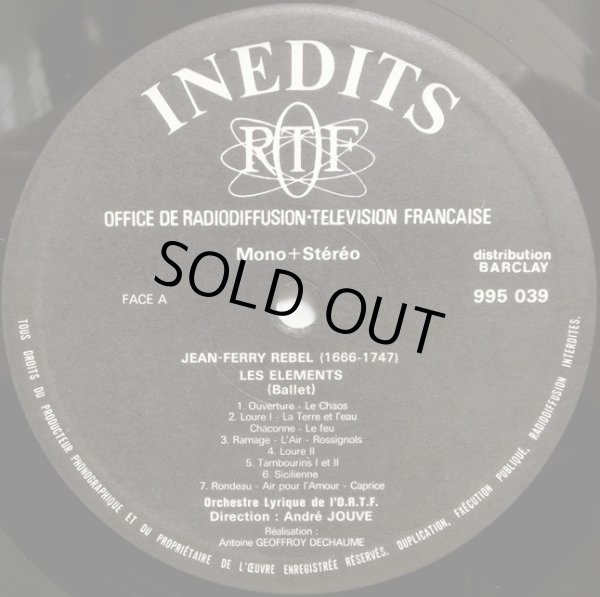 INEDITS
RTF
OFFICE DE RADIODIFFUSION-TELEVISION FRANCAISE
Mono+Stéréo
distribution
BARCLAY
FACE A
995 039
SOLD OUT
JEAN-FERRY REBEL (1666-1747)
LES ELEMENTS
(Ballet)
1. Ouverture - Le Chaos
2. Loure I - La Terre et l'eau
Chaconne - Le feu
3. Ramage - L'Air - Rossignols
4. Loure II
5. Tambourins I et II
6. Sicilienne
7. Rondeau - Air pour l'Amour - Caprice
Orchestre Lyrique de l'O.R.T.F.
Direction : André JOUVE
Réalisation :
Antoine GEOFFROY DECHAUME
TOUS DROITS DU PRODUCTEUR PHONOGRAPHIQUE ET DU PROPRIÉTAIRE DE L'ŒUVRE ENREGISTRÉE RÉSERVÉS. DUPLICATION, EXÉCUTION PUBLIQUE, RADIODIFFUSION INTERDITES.